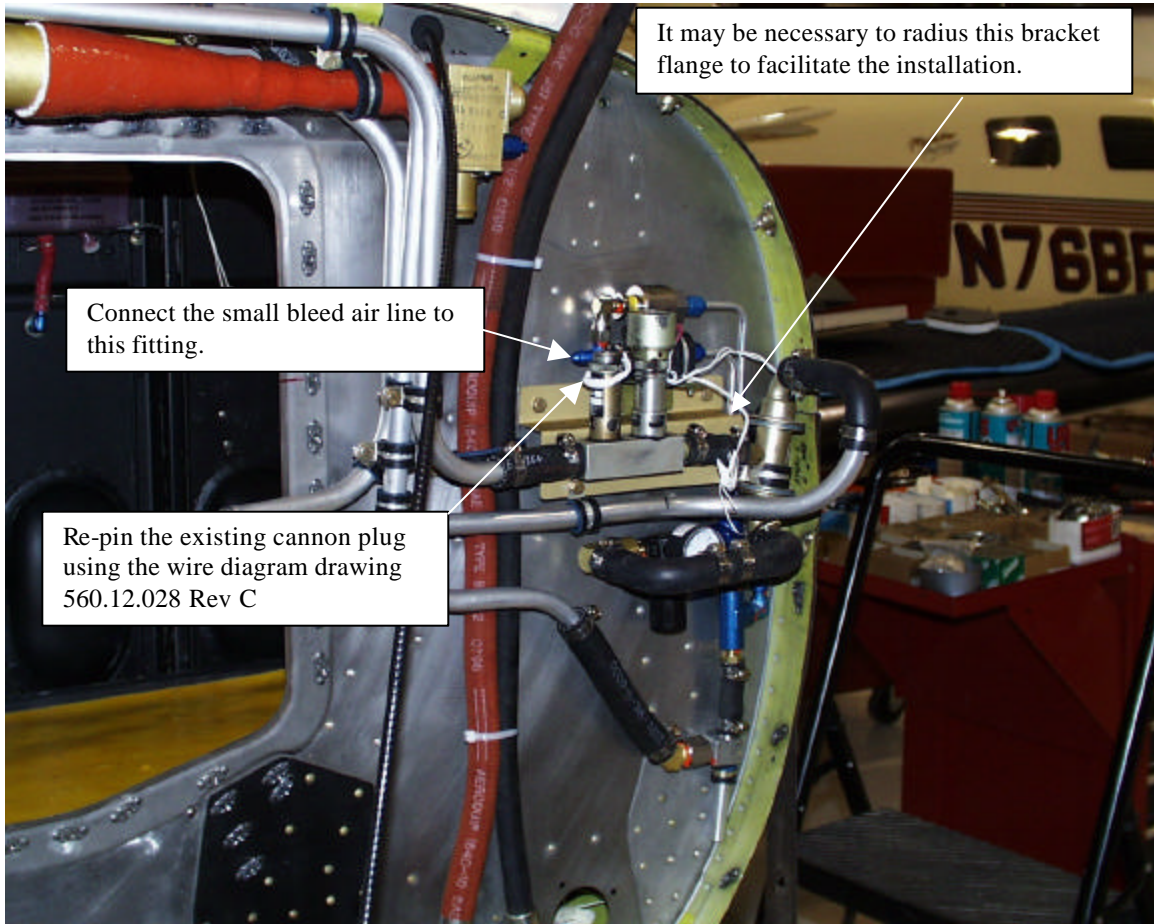 It may be necessary to radius this bracket
flange to facilitate the installation.
N76BF
Connect the small bleed air line to
this fitting.
Re-pin the existing cannon plug
using the wire diagram drawing
560.12.028 Rev C